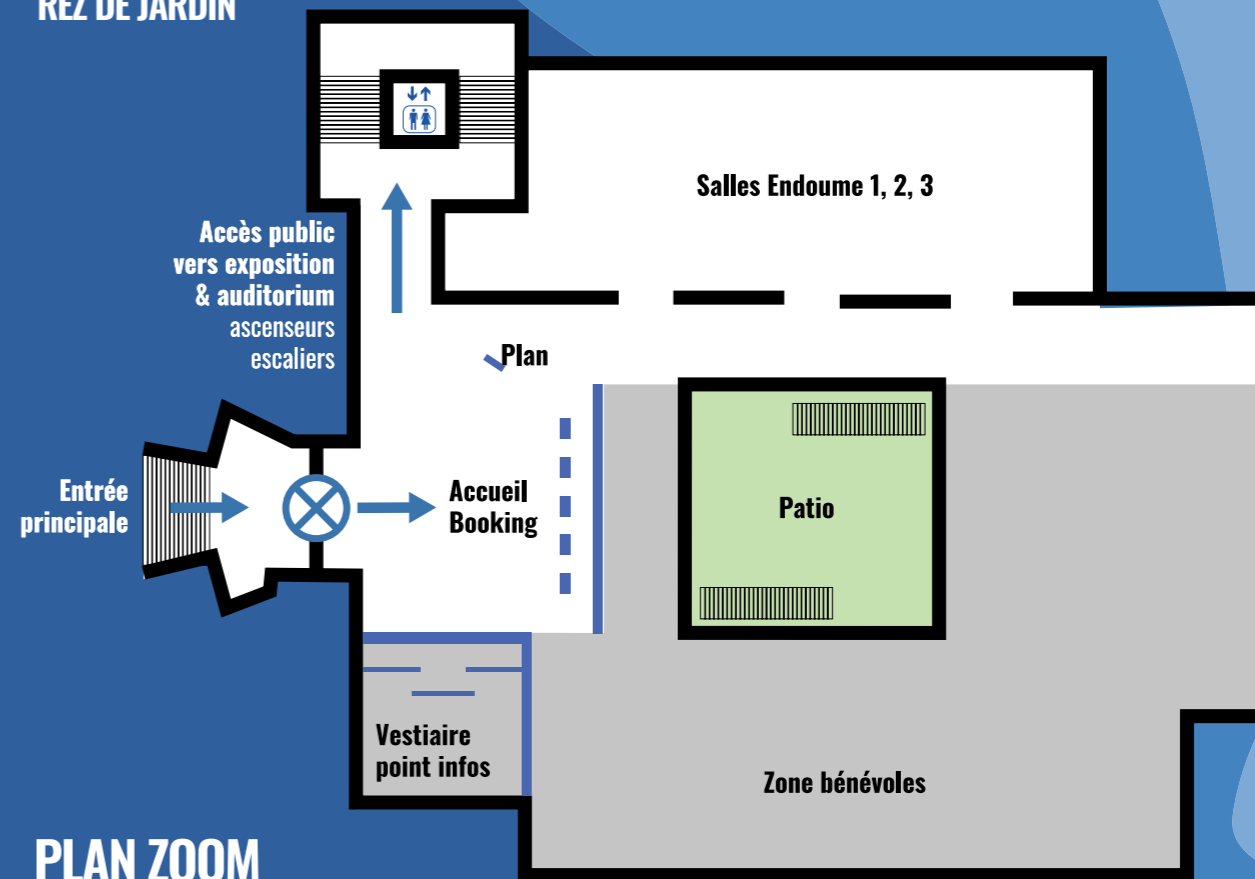 REZ DE JARDIN
Salles Endoume 1, 2, 3
Accès public
vers exposition
& auditorium
ascenseurs
escaliers
Plan
Entrée
principale
Accueil
Booking
Patio
Vestiaire
point infos
Zone bénévoles
PLAN ZOOM